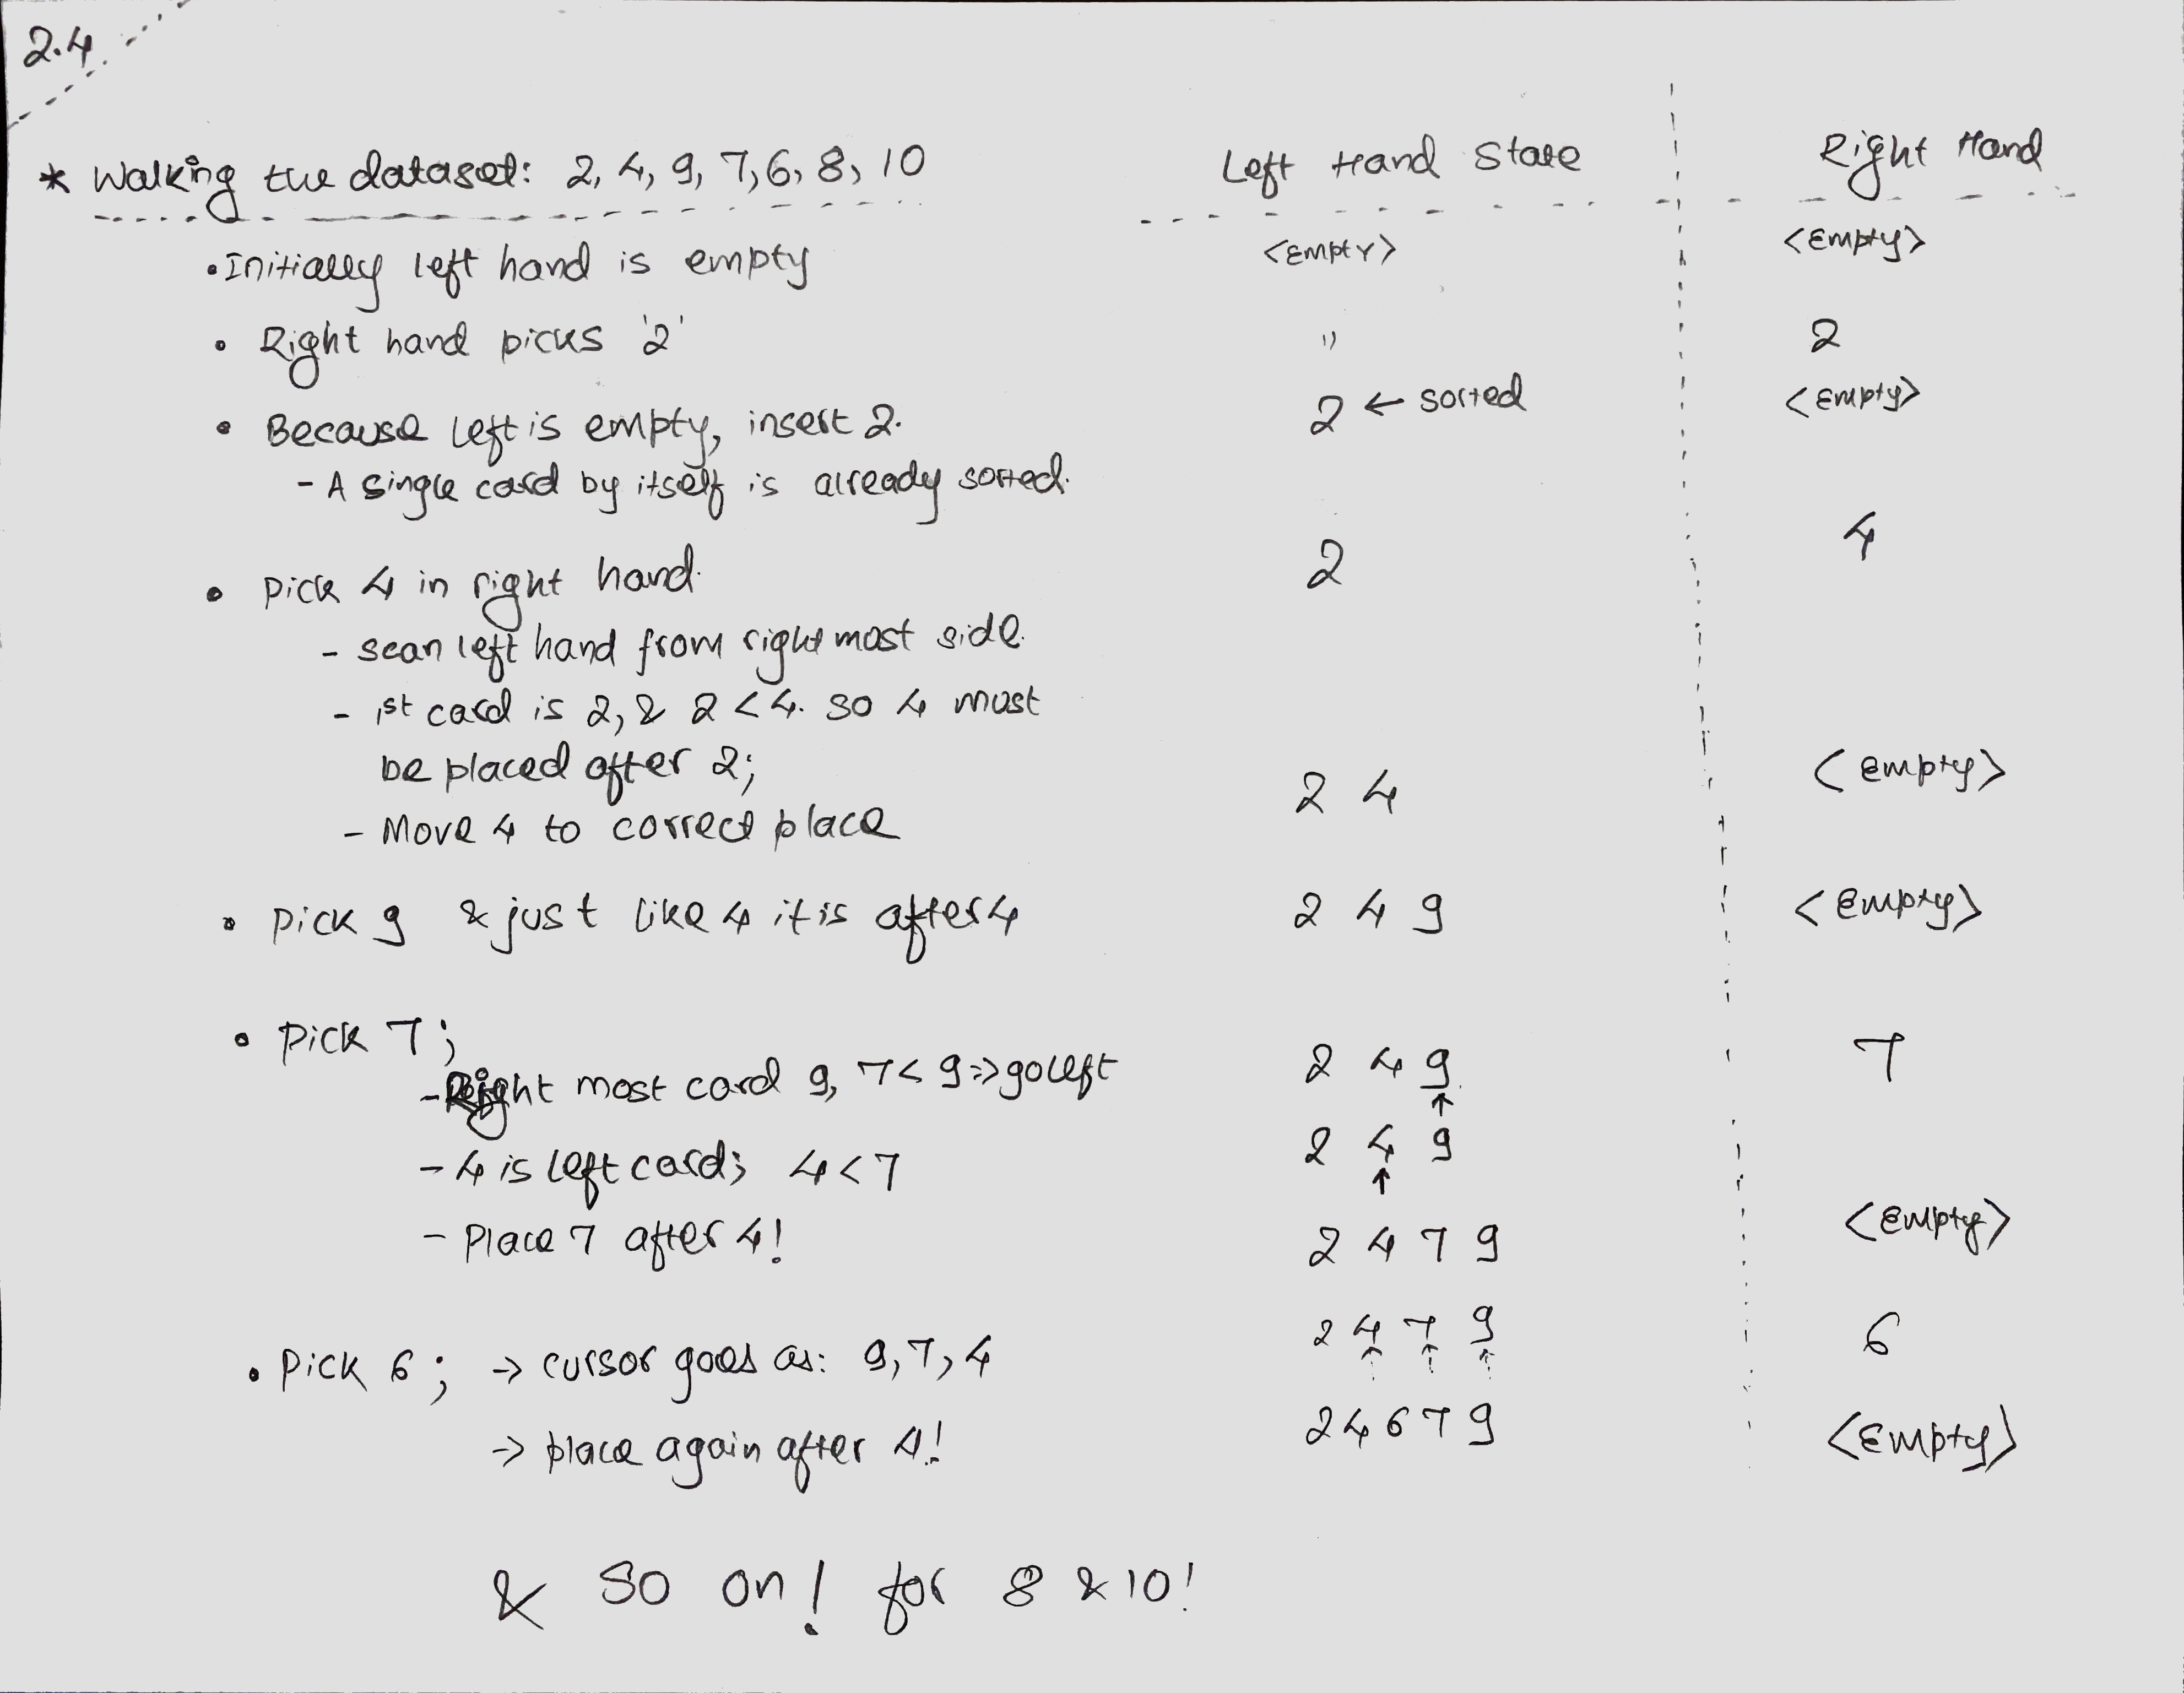 2.4
* Walking the dataset: 2, 4, 9, 7, 6, 8, 10 Left Hand State Right Hand
• Initially left hand is empty <Empty> <Empty>
• Right hand picks '2' " 2
• Because left is empty, insert 2. 2 ← sorted <Empty>
- A single card by itself is already sorted.
• Pick 4 in right hand. 2 4
- scan left hand from right most side.
- 1st card is 2, & 2 < 4. so 4 must
be placed after 2;
- Move 4 to correct place 2 4 <Empty>
• Pick 9 & just like 4 it is after 4 2 4 9 <Empty>
• Pick 7;
- Right most card 9, 7 < 9 => go left 2 4 9 7
↑
- 4 is left card; 4 < 7 2 4 9
↑
- Place 7 after 4! 2 4 7 9 <Empty>
• Pick 6; → cursor goes as: 9, 7, 4 2 4 7 9 6
↑ ↑ ↑
→ place again after 4! 2 4 6 7 9 <Empty>
& so on! for 8 & 10!